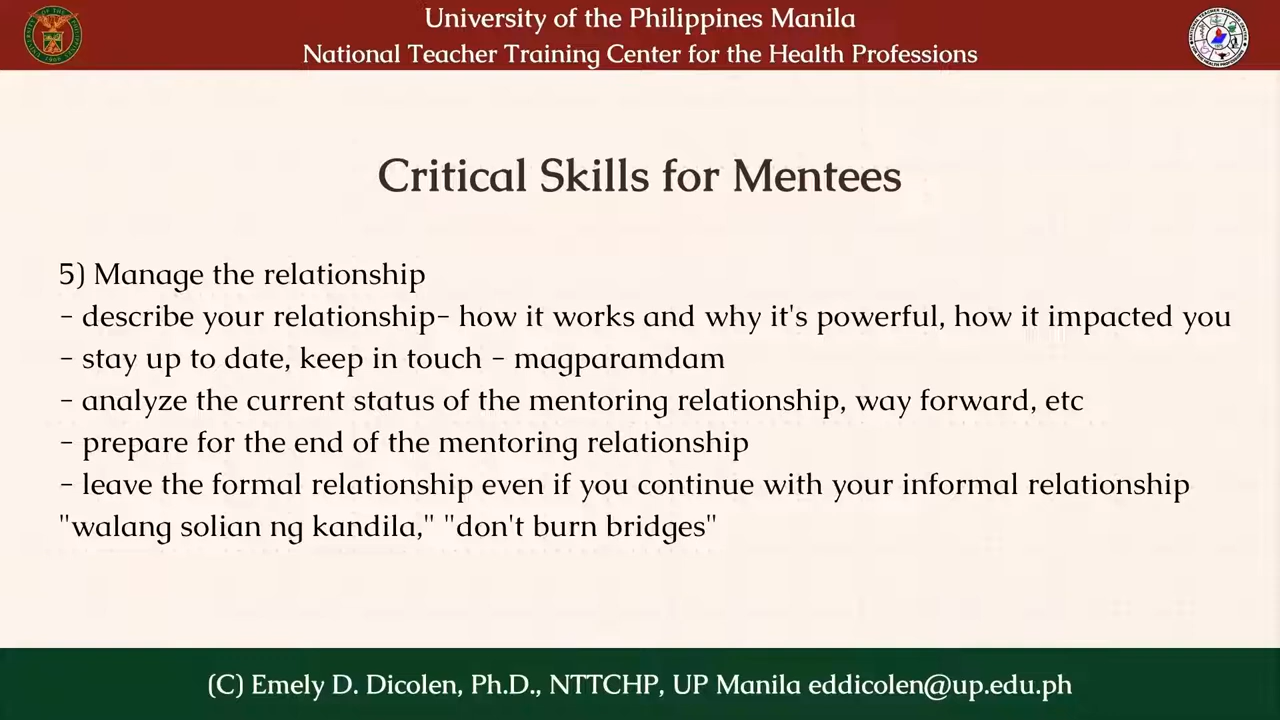 University of the Philippines Manila
National Teacher Training Center for the Health Professions
Critical Skills for Mentees
5) Manage the relationship
- describe your relationship- how it works and why it's powerful, how it impacted you
- stay up to date, keep in touch - magparamdam
- analyze the current status of the mentoring relationship, way forward, etc
- prepare for the end of the mentoring relationship
- leave the formal relationship even if you continue with your informal relationship
"walang solian ng kandila," "don't burn bridges"
(C) Emely D. Dicolen, Ph.D., NTTCHP, UP Manila eddicolen@up.edu.ph